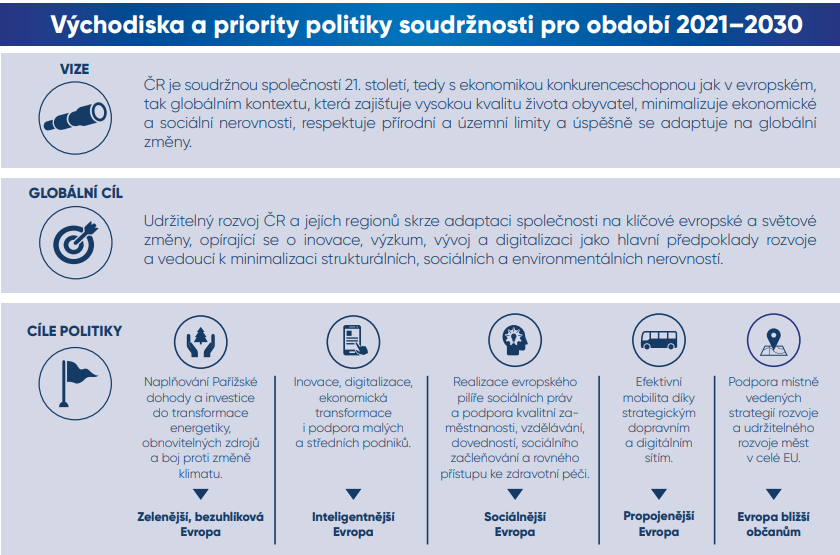 Východiska a priority politiky soudržnosti pro období 2021–2030
VIZE
ČR je soudržnou společností 21. století, tedy s ekonomikou konkurenceschopnou jak v evropském,
tak globálním kontextu, která zajišťuje vysokou kvalitu života obyvatel, minimalizuje ekonomické
a sociální nerovnosti, respektuje přírodní a územní limity a úspěšně se adaptuje na globální
změny.
GLOBÁLNÍ CÍL
Udržitelný rozvoj ČR a jejích regionů skrze adaptaci společnosti na klíčové evropské a světové
změny, opírající se o inovace, výzkum, vývoj a digitalizaci jako hlavní předpoklady rozvoje
a vedoucí k minimalizaci strukturálních, sociálních a environmentálních nerovností.
CÍLE POLITIKY
Naplňování Pařížské
dohody a investice
do transformace
energetiky,
obnovitelných zdrojů
a boj proti změně
klimatu.
Zelenější, bezuhlíková
Evropa
Inovace, digitalizace,
ekonomická
transformace
i podpora malých
a středních podniků.
Inteligentnější
Evropa
Realizace evropského
pilíře sociálních práv
a podpora kvalitní za-
městnanosti, vzdělávání,
dovedností, sociálního
začleňování a rovného
přístupu ke zdravotní péči.
Sociálnější
Evropa
Efektivní
mobilita díky
strategickým
dopravním
a digitálním
sítím.
Propojenější
Evropa
Podpora místně
vedených
strategií rozvoje
a udržitelného
rozvoje měst
v celé EU.
Evropa bližší
občanům